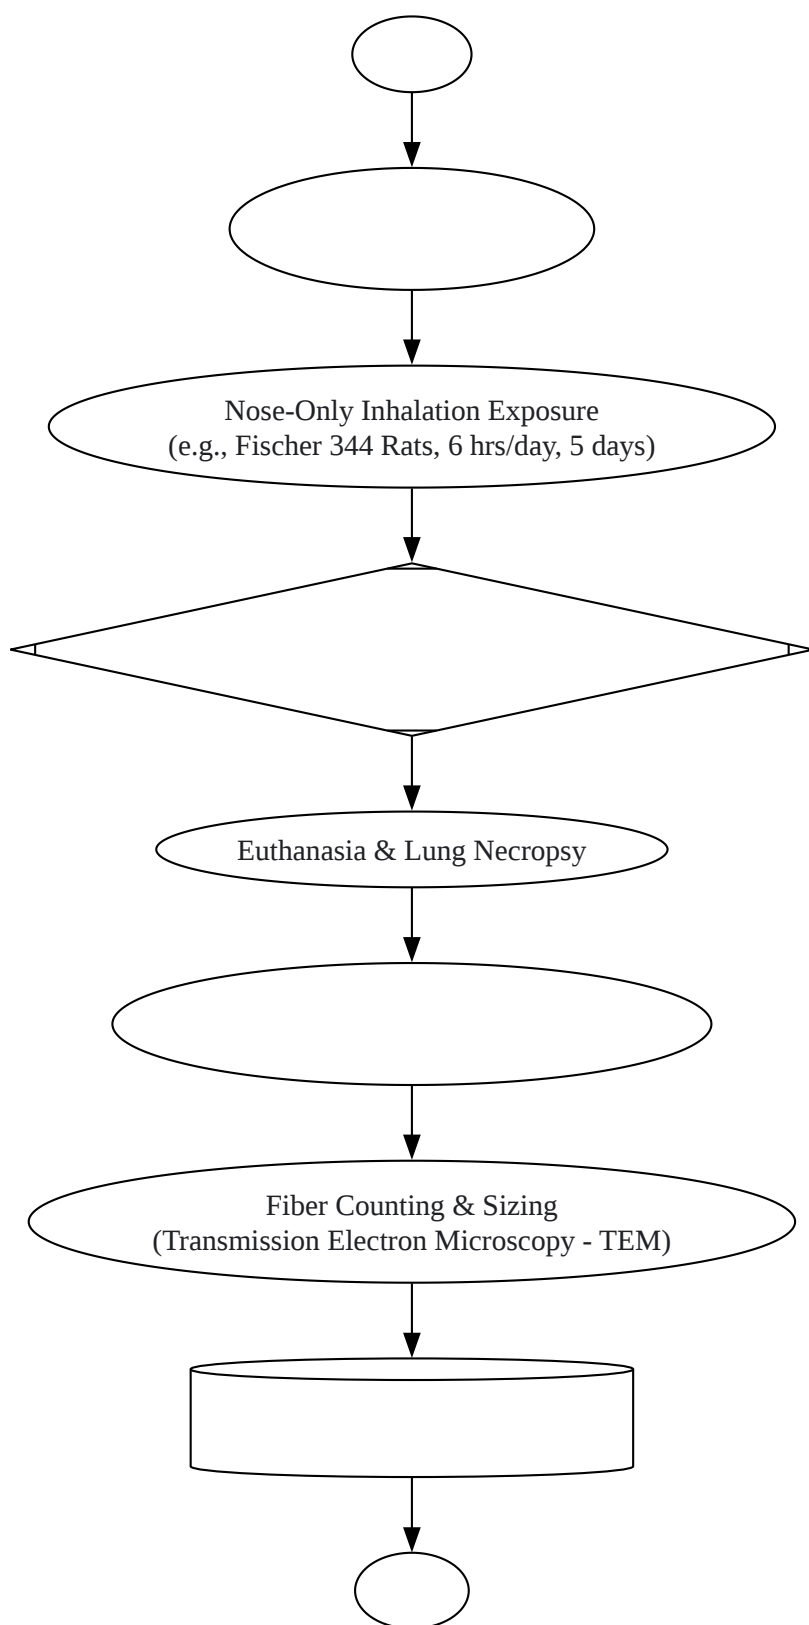 Nose-Only Inhalation Exposure
(e.g., Fischer 344 Rats, 6 hrs/day, 5 days)
Euthanasia & Lung Necropsy
Fiber Counting & Sizing
(Transmission Electron Microscopy - TEM)